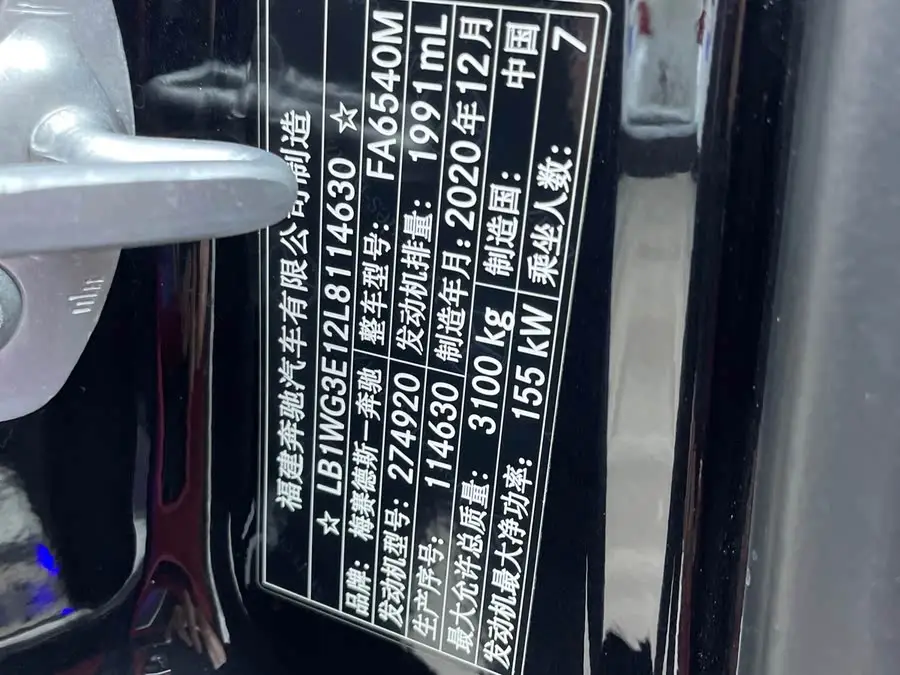 福建奔驰汽车有限公司制造
☆ LB1WG3E12L8114630 ☆
品牌: 梅赛德斯一奔驰 整车型号: FA6540M
发动机型号: 274920 发动机排量: 1991 mL
生产序号: 114630 制造年月: 2020年12月
最大允许总质量: 3100 kg 制造国: 中国
发动机最大净功率: 155 kW 乘坐人数: 7